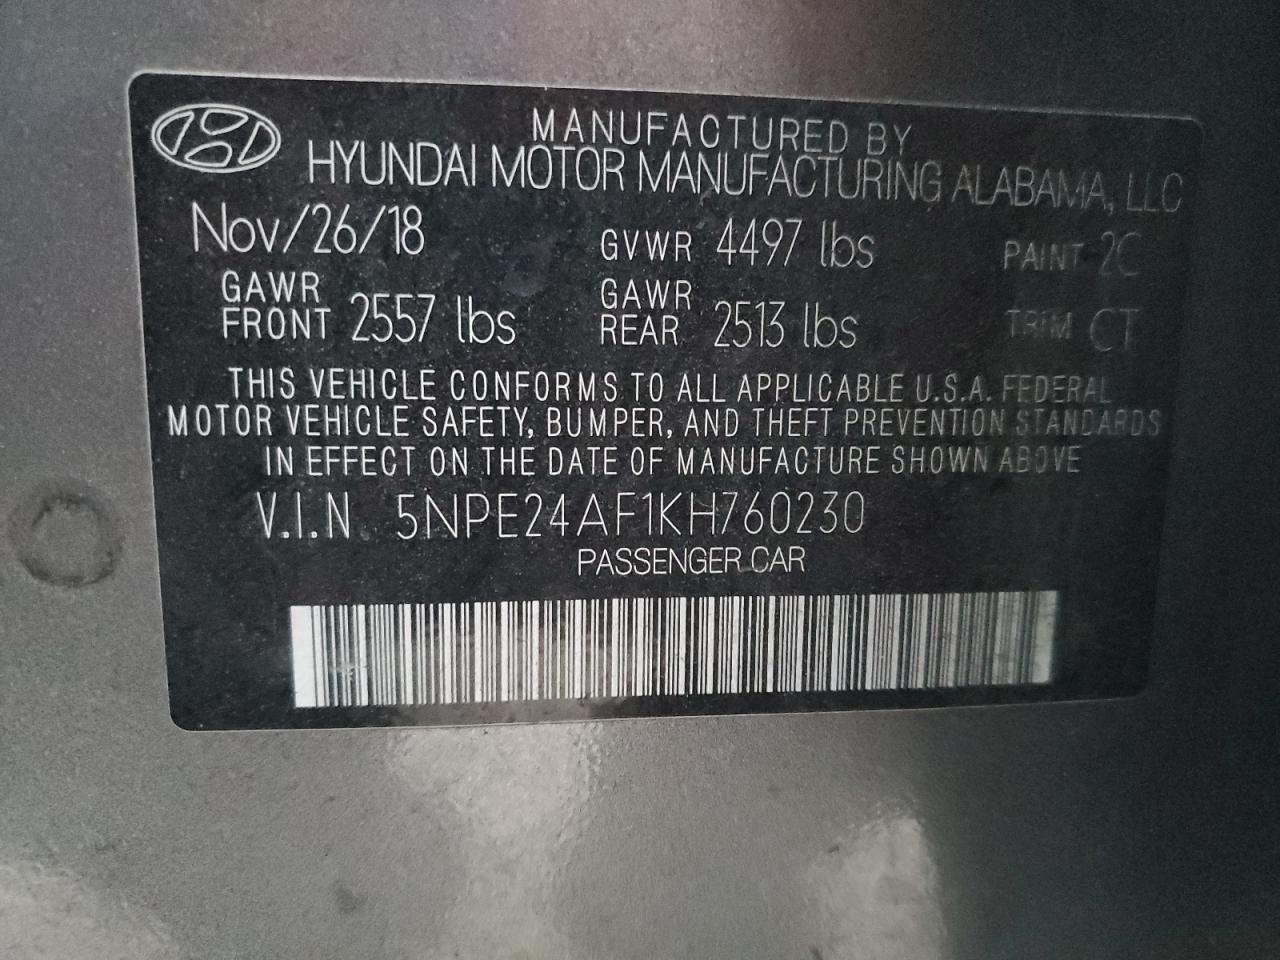 MANUFACTURED BY
HYUNDAI MOTOR MANUFACTURING ALABAMA, LLC
Nov/26/18 GVWR 4497 lbs PAINT 2C
GAWR FRONT 2557 lbs GAWR REAR 2513 lbs TRIM CT
THIS VEHICLE CONFORMS TO ALL APPLICABLE U.S.A. FEDERAL
MOTOR VEHICLE SAFETY, BUMPER, AND THEFT PREVENTION STANDARDS
IN EFFECT ON THE DATE OF MANUFACTURE SHOWN ABOVE
V.I.N 5NPE24AF1KH760230
PASSENGER CAR